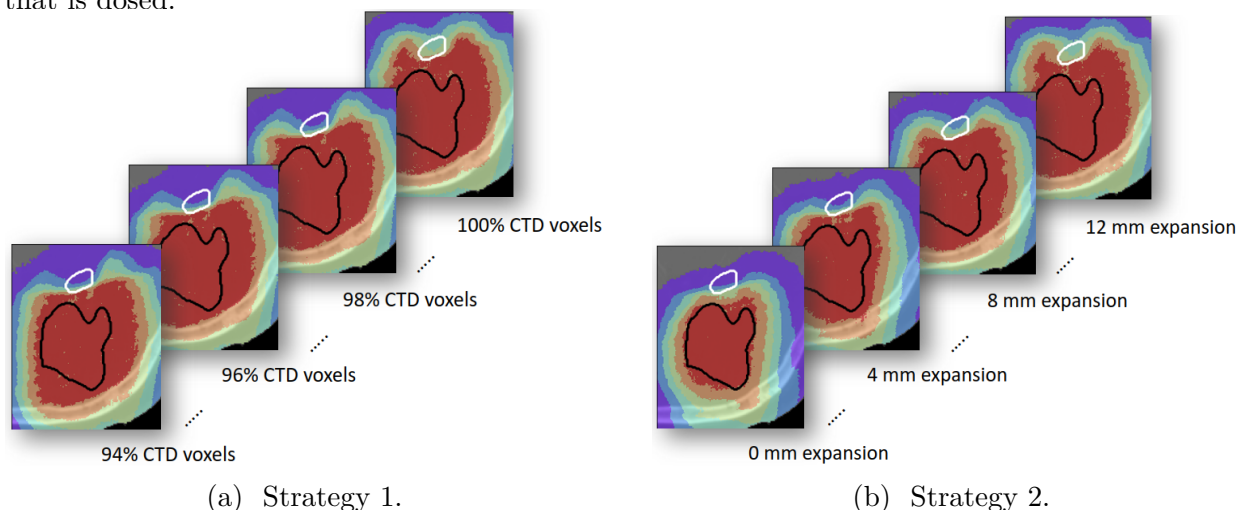 that is dosed.
100% CTD voxels
98% CTD voxels
96% CTD voxels
94% CTD voxels
(a) Strategy 1.
12 mm expansion
8 mm expansion
4 mm expansion
0 mm expansion
(b) Strategy 2.